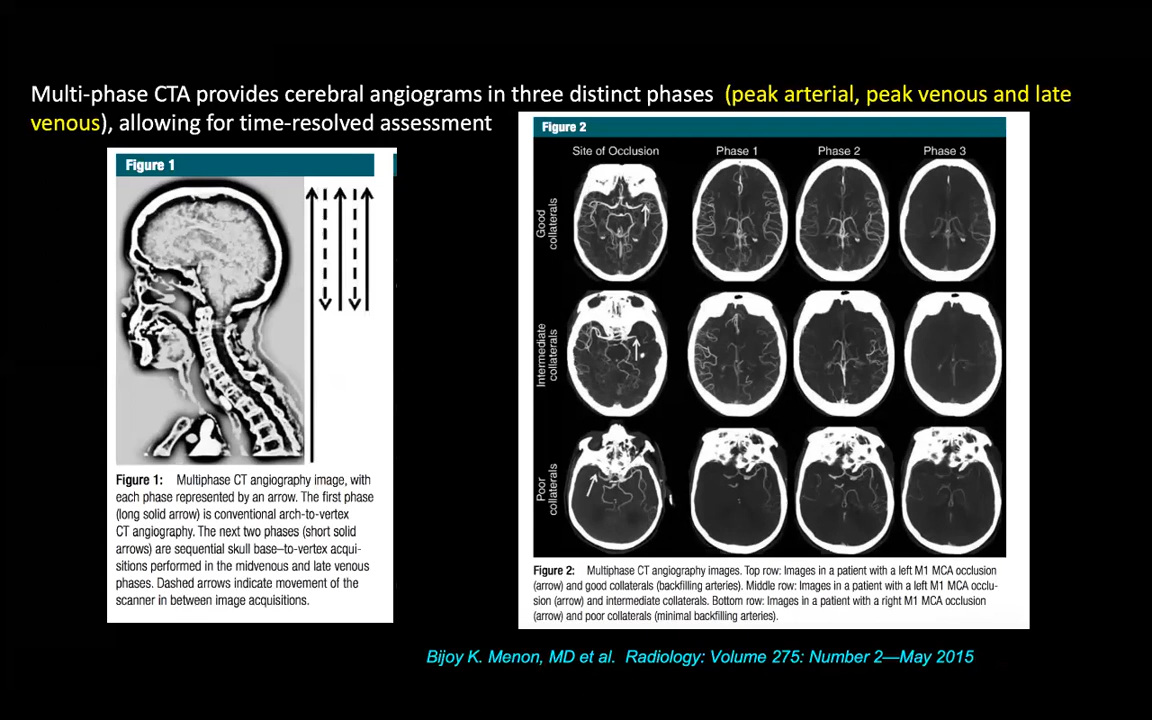 Multi-phase CTA provides cerebral angiograms in three distinct phases (peak arterial, peak venous and late
venous), allowing for time-resolved assessment
Figure 1
Figure 1: Multiphase CT angiography image, with
each phase represented by an arrow. The first phase
(long solid arrow) is conventional arch-to-vertex
CT angiography. The next two phases (short solid
arrows) are sequential skull base–to-vertex acqui-
sitions performed in the midvenous and late venous
phases. Dashed arrows indicate movement of the
scanner in between image acquisitions.
Figure 2
Site of Occlusion Phase 1 Phase 2 Phase 3
Good
collaterals
Intermediate
collaterals
Poor
collaterals
Figure 2: Multiphase CT angiography images. Top row: Images in a patient with a left M1 MCA occlusion
(arrow) and good collaterals (backfilling arteries). Middle row: Images in a patient with a left M1 MCA occlu-
sion (arrow) and intermediate collaterals. Bottom row: Images in a patient with a right M1 MCA occlusion
(arrow) and poor collaterals (minimal backfilling arteries).
Bijoy K. Menon, MD et al. Radiology: Volume 275: Number 2—May 2015